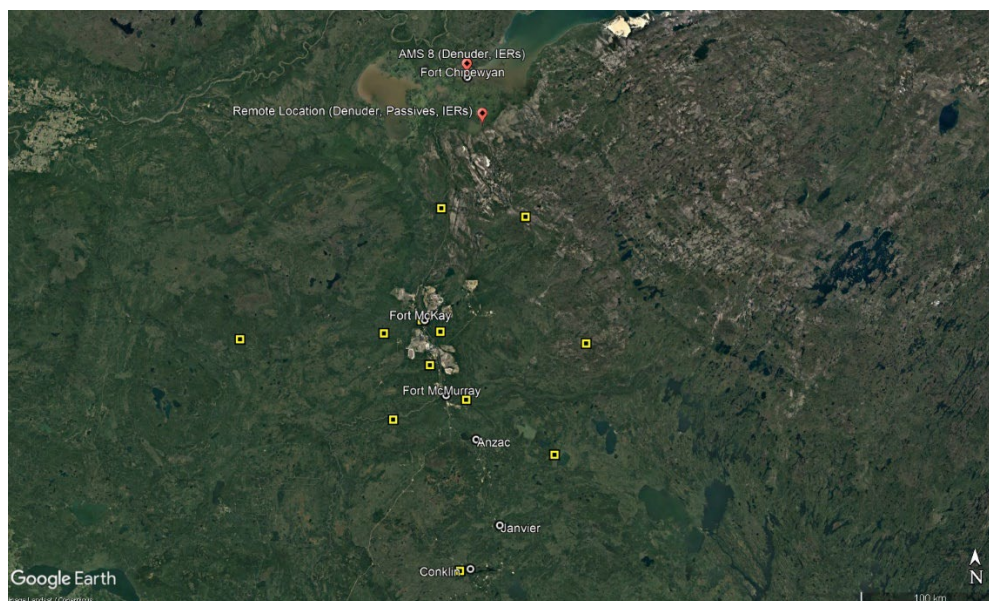 AMS 8 (Denuder, IERs)
Fort Chipewyan
Remote Location (Denuder, Passives, IERs)
Fort McKay
Fort McMurray
Anzac
Janvier
Conklin
Google Earth
N
100 km